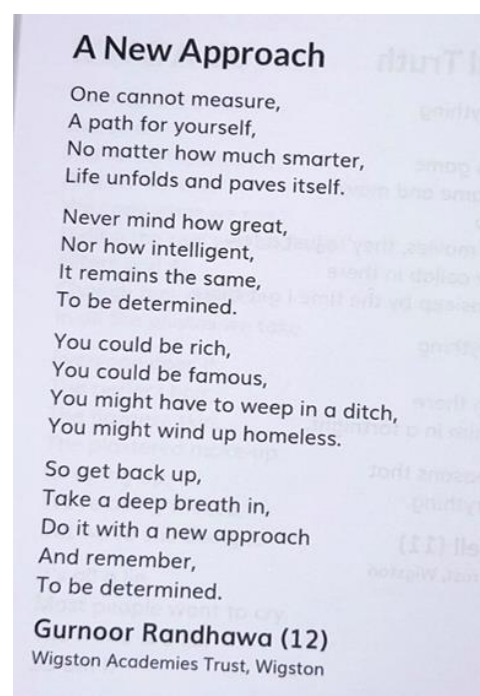 A New Approach
One cannot measure,
A path for yourself,
No matter how much smarter,
Life unfolds and paves itself.
Never mind how great,
Nor how intelligent,
It remains the same,
To be determined.
You could be rich,
You could be famous,
You might have to weep in a ditch,
You might wind up homeless.
So get back up,
Take a deep breath in,
Do it with a new approach
And remember,
To be determined.
Gurnoor Randhawa (12)
Wigston Academies Trust, Wigston